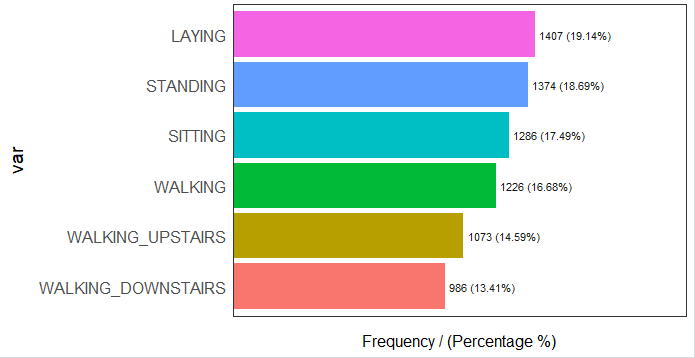 LAYING
1407 (19.14%)
STANDING
1374 (18.69%)
SITTING
1286 (17.49%)
var
WALKING
1226 (16.68%)
WALKING_UPSTAIRS
1073 (14.59%)
WALKING_DOWNSTAIRS
986 (13.41%)
Frequency / (Percentage %)